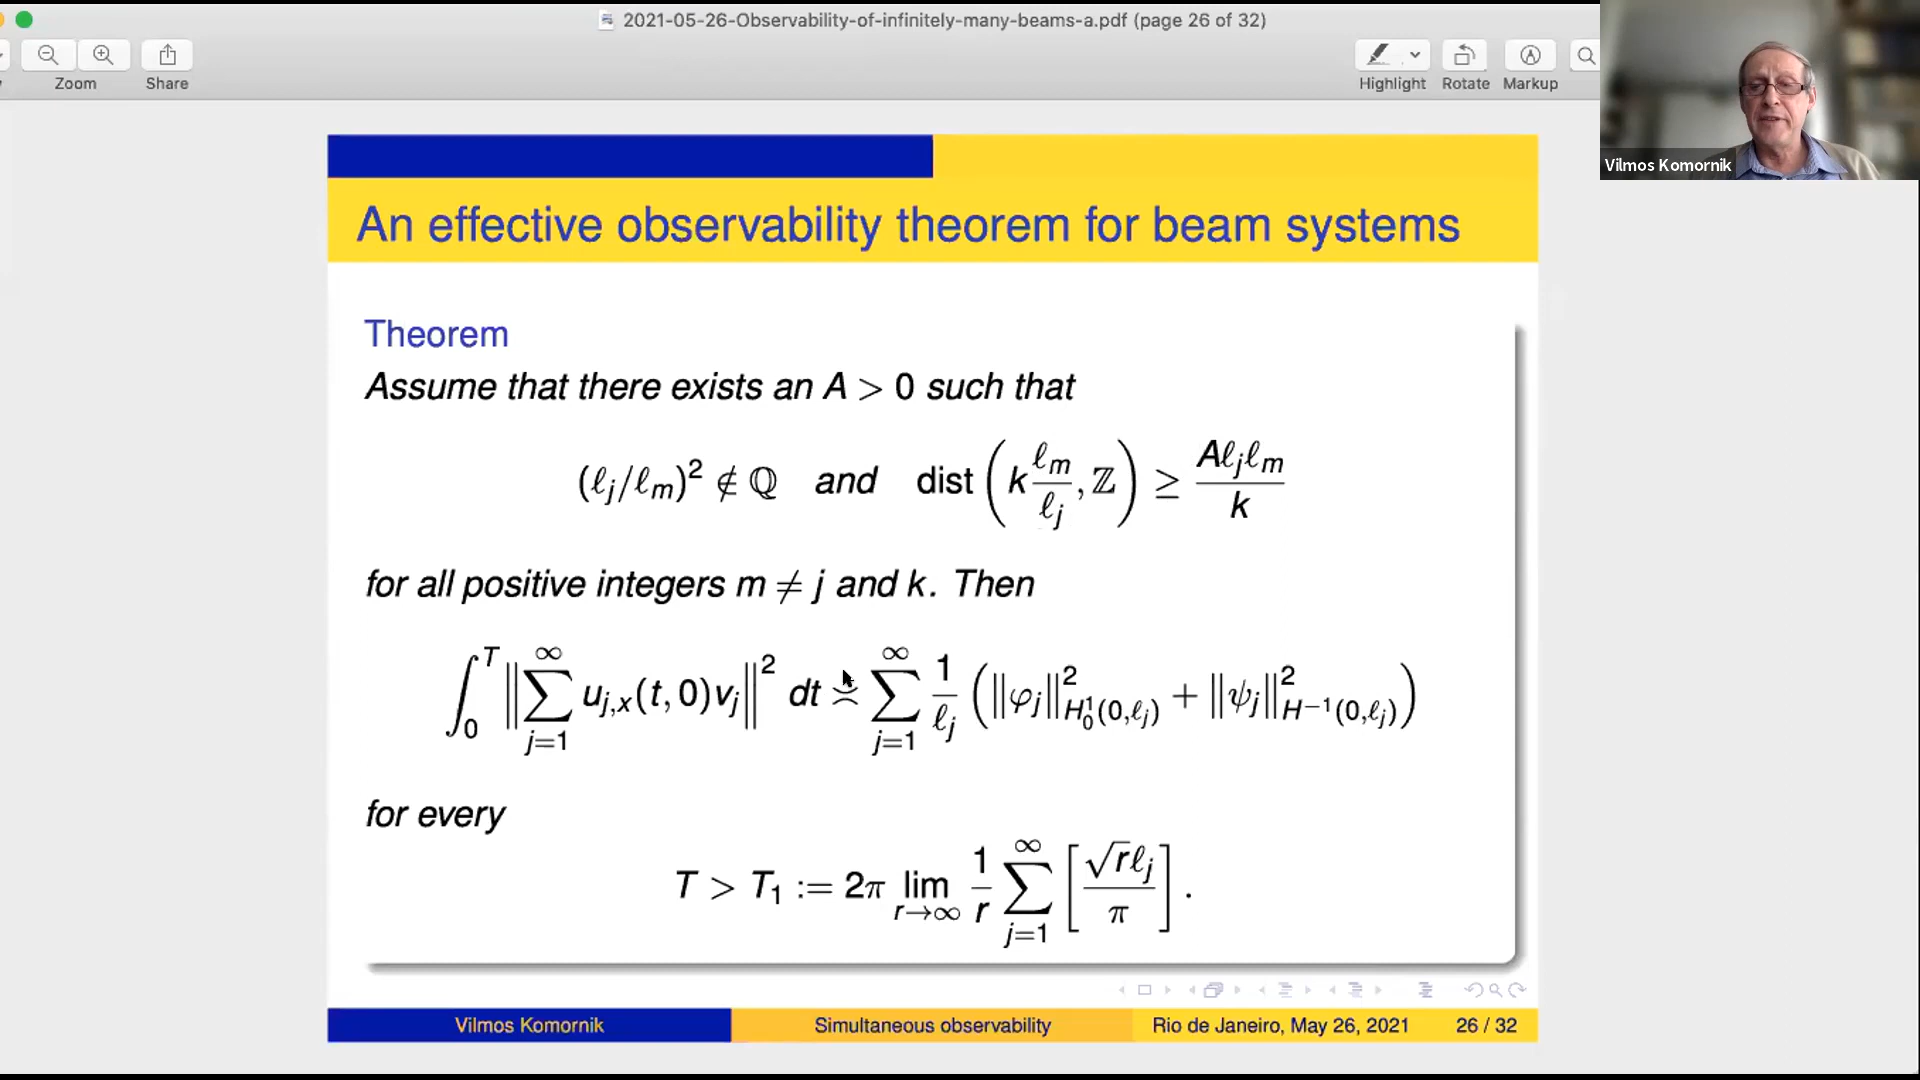 2021-05-26-Observability-of-infinitely-many-beams-a.pdf (page 26 of 32)
Zoom
Share
Highlight
Rotate
Markup
Vilmos Komornik
An effective observability theorem for beam systems
Theorem
Assume that there exists an A > 0 such that
(ℓ_j/ℓ_m)^2 ∉ ℚ and dist (k ℓ_m/ℓ_j, ℤ) ≥ Aℓ_jℓ_m/k
for all positive integers m ≠ j and k. Then
∫_0^T ‖∑_{j=1}^∞ u_{j,x}(t, 0)v_j‖^2 dt ≍ ∑_{j=1}^∞ 1/ℓ_j (‖φ_j‖^2_{H^1_0(0,ℓ_j)} + ‖ψ_j‖^2_{H^{-1}(0,ℓ_j)})
for every
T > T_1 := 2π lim_{r→∞} 1/r ∑_{j=1}^∞ [√rℓ_j/π].
Vilmos Komornik
Simultaneous observability
Rio de Janeiro, May 26, 2021
26 / 32